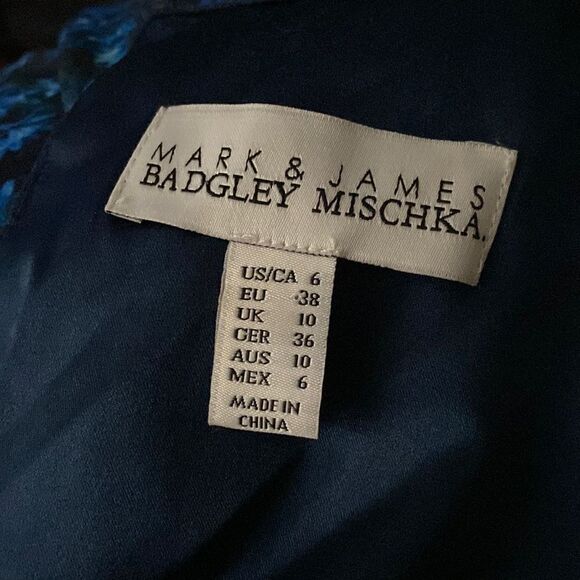 MARK & JAMES
BADGLEY MISCHKA.
US/CA 6
EU 38
UK 10
GER 36
AUS 10
MEX 6
MADE IN
CHINA